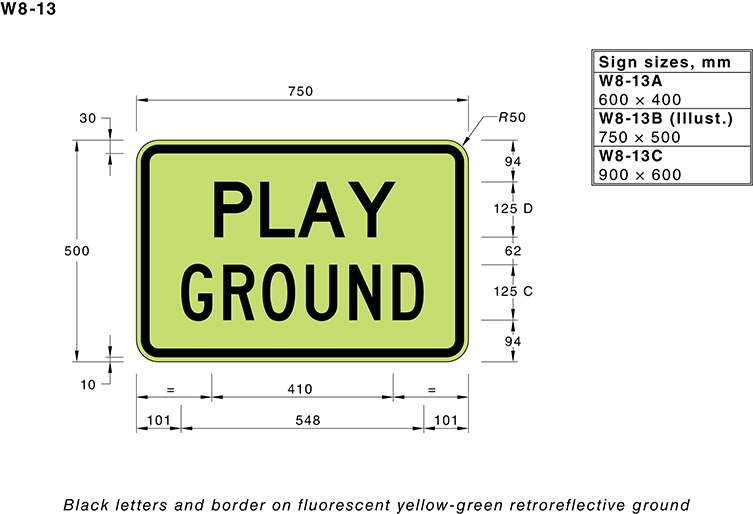 W8-13
Sign sizes, mm
W8-13A
600 × 400
W8-13B (Illust.)
750 × 500
W8-13C
900 × 600
750
30
R50
94
PLAY
125 D
500
62
GROUND
125 C
94
10
= 410 =
101 548 101
Black letters and border on fluorescent yellow-green retroreflective ground